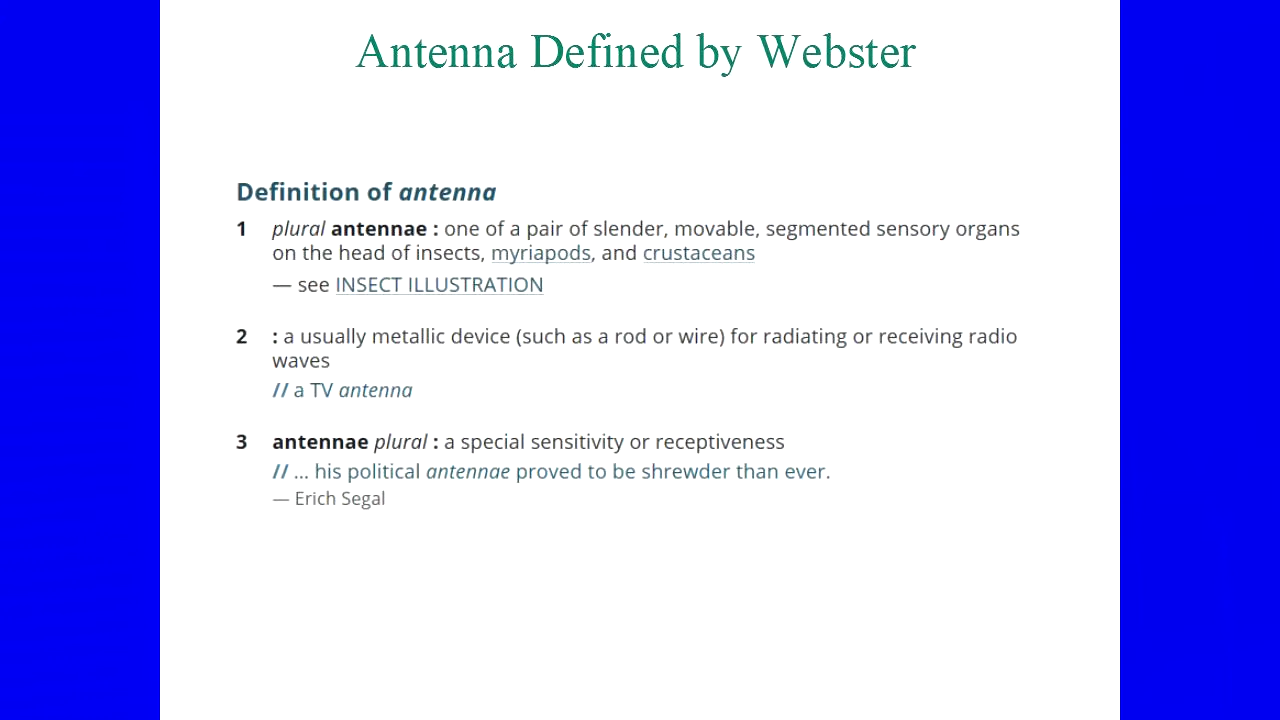 Antenna Defined by Webster
Definition of antenna
1 plural antennae : one of a pair of slender, movable, segmented sensory organs
on the head of insects, myriapods, and crustaceans
— see INSECT ILLUSTRATION
2 : a usually metallic device (such as a rod or wire) for radiating or receiving radio
waves
// a TV antenna
3 antennae plural : a special sensitivity or receptiveness
// ... his political antennae proved to be shrewder than ever.
— Erich Segal